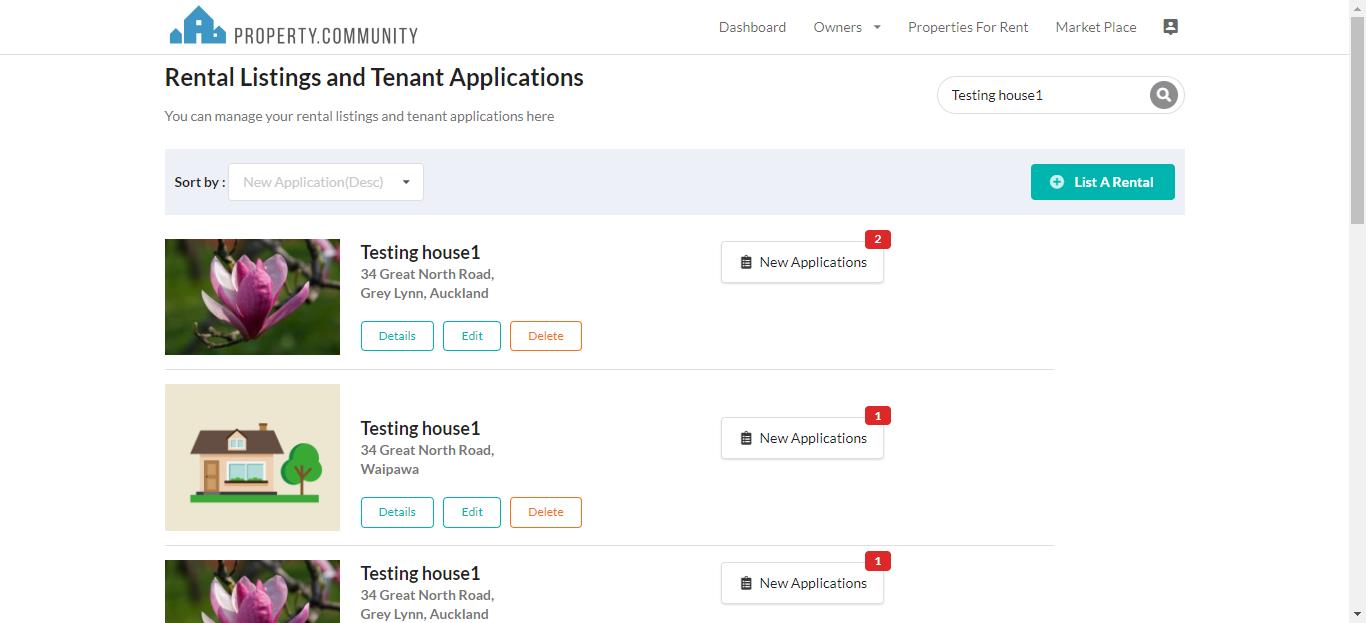 PROPERTY.COMMUNITY
Dashboard
Owners
Properties For Rent
Market Place
Rental Listings and Tenant Applications
You can manage your rental listings and tenant applications here
Testing house1
Sort by :
New Application(Desc)
List A Rental
Testing house1
34 Great North Road,
Grey Lynn, Auckland
Details
Edit
Delete
2
New Applications
Testing house1
34 Great North Road,
Waipawa
Details
Edit
Delete
1
New Applications
Testing house1
34 Great North Road,
Grey Lynn, Auckland
1
New Applications